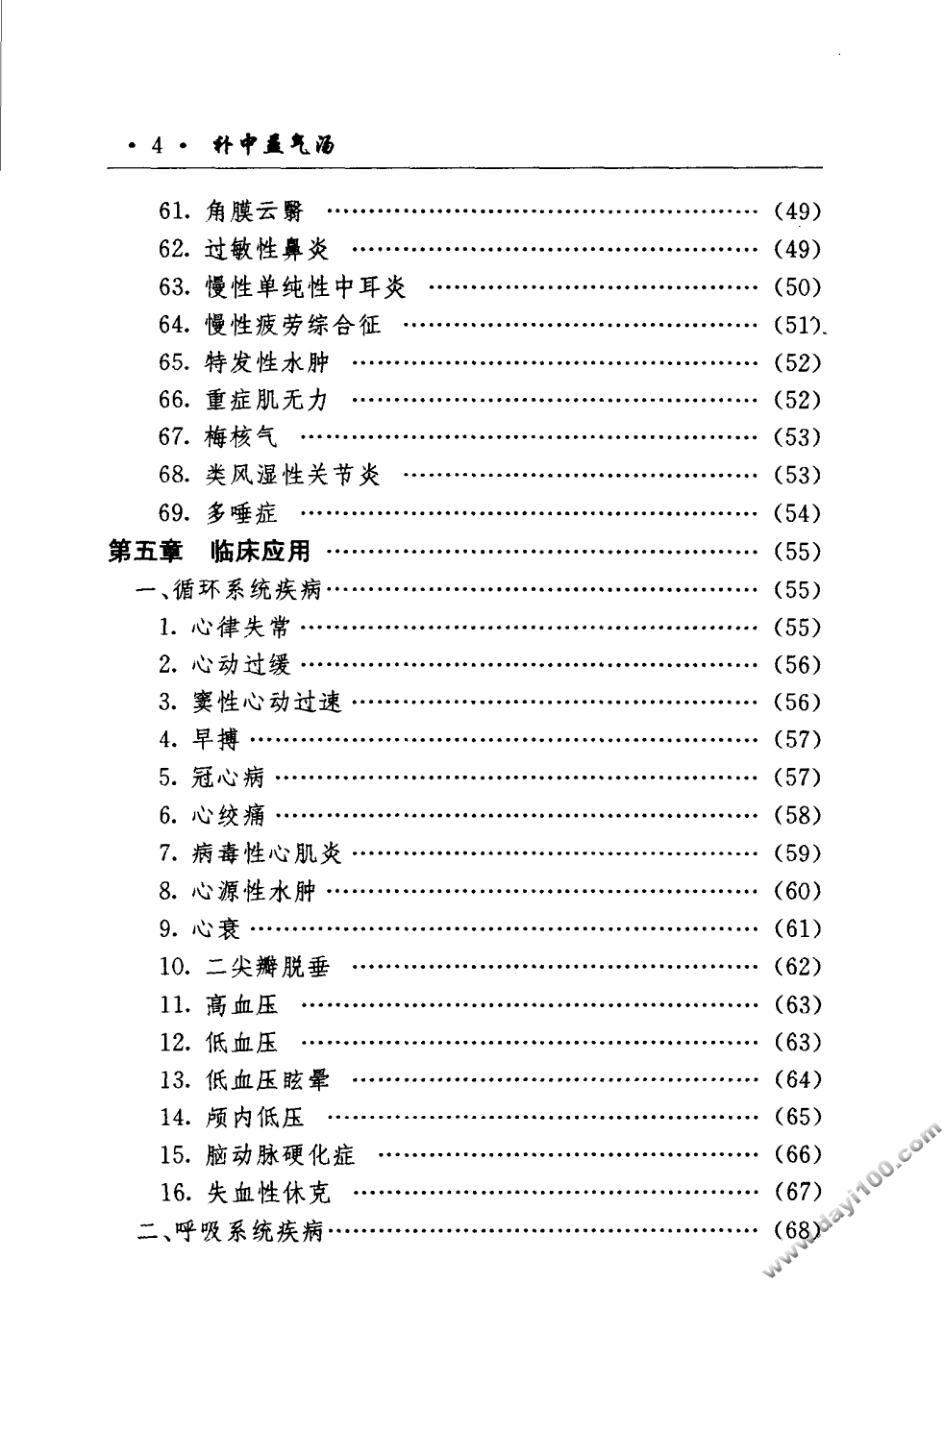 · 4 · 补中益气汤
61. 角膜云翳 …………………………………………… (49)
62. 过敏性鼻炎 ………………………………………… (49)
63. 慢性单纯性中耳炎 ………………………………… (50)
64. 慢性疲劳综合征 …………………………………… (51)
65. 特发性水肿 ………………………………………… (52)
66. 重症肌无力 ………………………………………… (52)
67. 梅核气 ……………………………………………… (53)
68. 类风湿性关节炎 …………………………………… (53)
69. 多唾症 ……………………………………………… (54)
第五章 临床应用 …………………………………………… (55)
一、循环系统疾病…………………………………………… (55)
1. 心律失常 ……………………………………………… (55)
2. 心动过缓 ……………………………………………… (56)
3. 窦性心动过速 ………………………………………… (56)
4. 早搏 …………………………………………………… (57)
5. 冠心病 ………………………………………………… (57)
6. 心绞痛 ………………………………………………… (58)
7. 病毒性心肌炎 ………………………………………… (59)
8. 心源性水肿 …………………………………………… (60)
9. 心衰 …………………………………………………… (61)
10. 二尖瓣脱垂 ………………………………………… (62)
11. 高血压 ……………………………………………… (63)
12. 低血压 ……………………………………………… (63)
13. 低血压眩晕 ………………………………………… (64)
14. 颅内低压 …………………………………………… (65)
15. 脑动脉硬化症 ……………………………………… (66)
16. 失血性休克 ………………………………………… (67)
二、呼吸系统疾病…………………………………………… (68)
www.dayi100.com